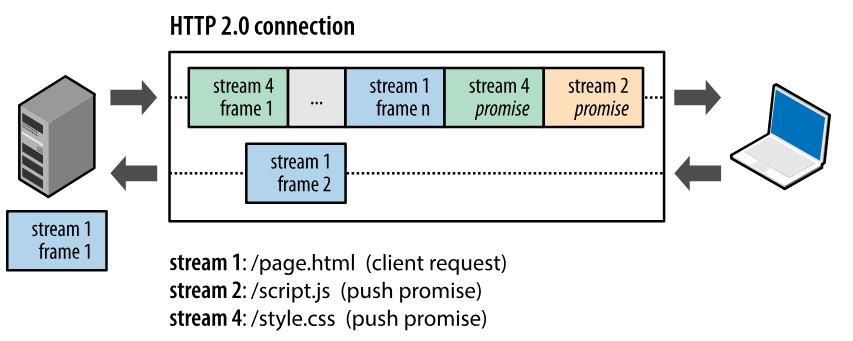 HTTP 2.0 connection
stream 4
frame 1
...
stream 1
frame n
stream 4
promise
stream 2
promise
stream 1
frame 2
stream 1
frame 1
stream 1: /page.html (client request)
stream 2: /script.js (push promise)
stream 4: /style.css (push promise)